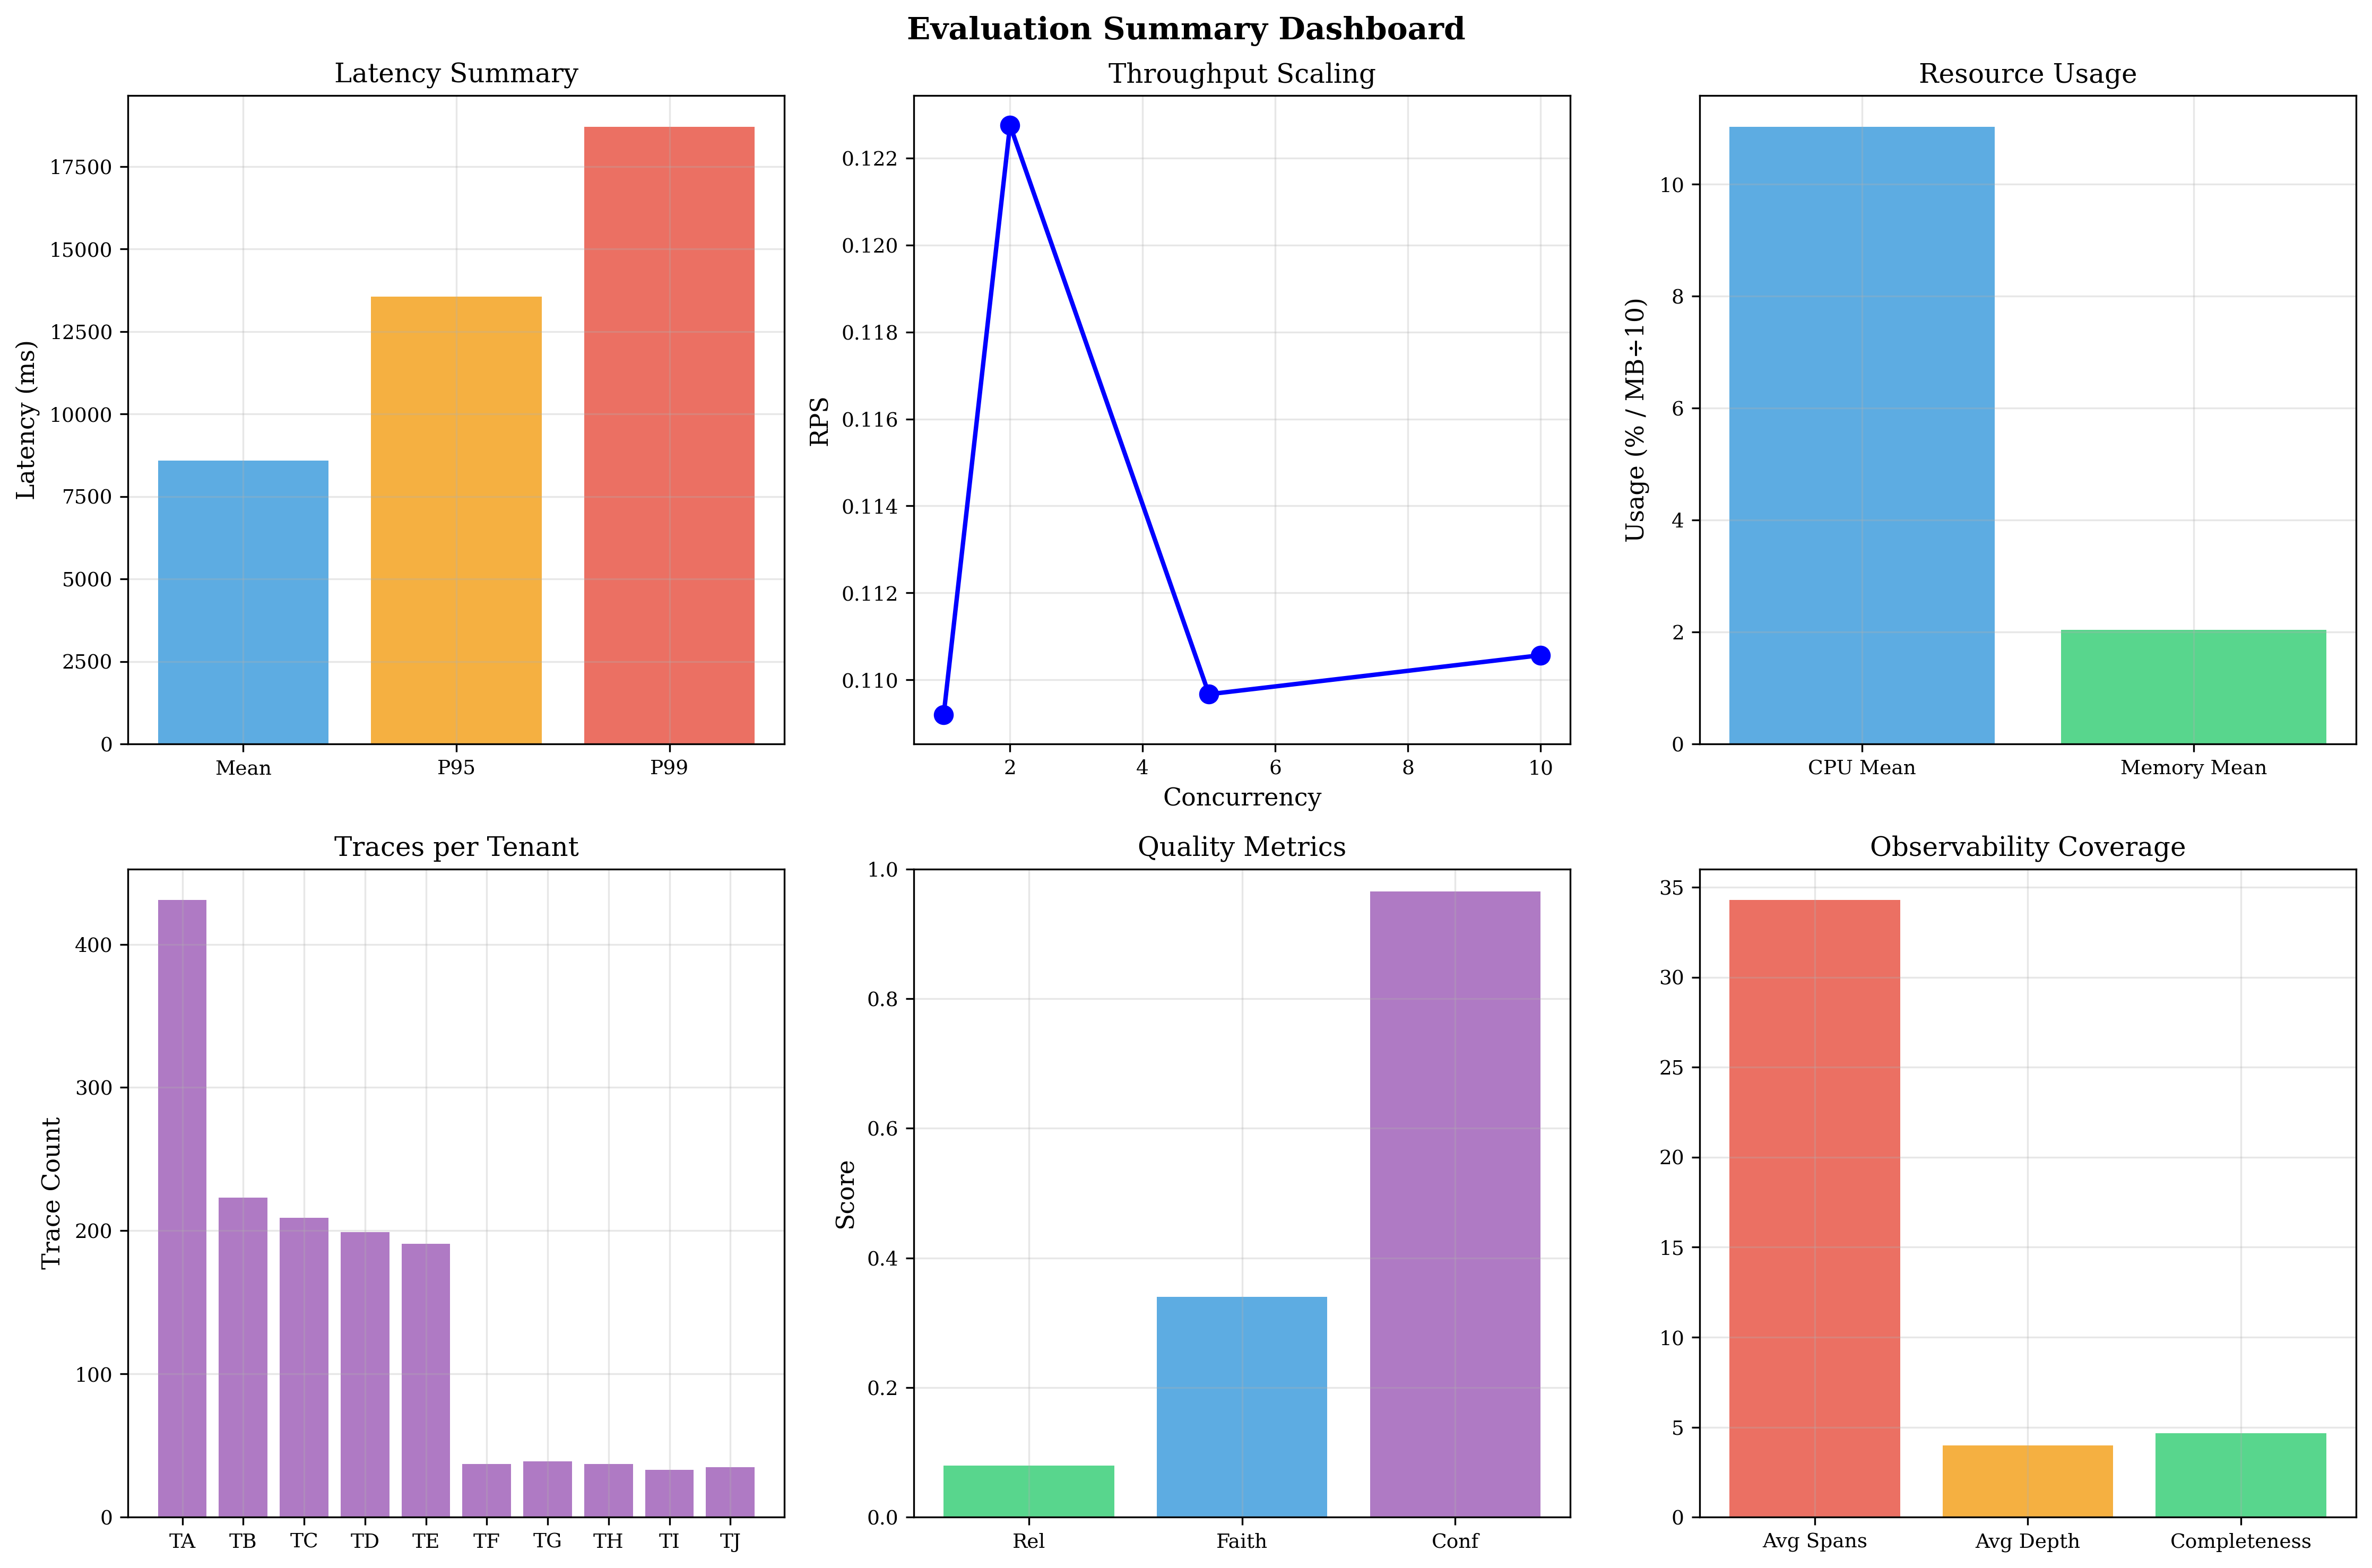 Evaluation Summary Dashboard
Latency Summary
Latency (ms)
17500
15000
12500
10000
7500
5000
2500
0
Mean P95 P99
Throughput Scaling
RPS
0.122
0.120
0.118
0.116
0.114
0.112
0.110
2 4 6 8 10
Concurrency
Resource Usage
Usage (% / MB÷10)
10
8
6
4
2
0
CPU Mean Memory Mean
Traces per Tenant
Trace Count
400
300
200
100
0
TA TB TC TD TE TF TG TH TI TJ
Quality Metrics
Score
1.0
0.8
0.6
0.4
0.2
0.0
Rel Faith Conf
Observability Coverage
35
30
25
20
15
10
5
0
Avg Spans Avg Depth Completeness